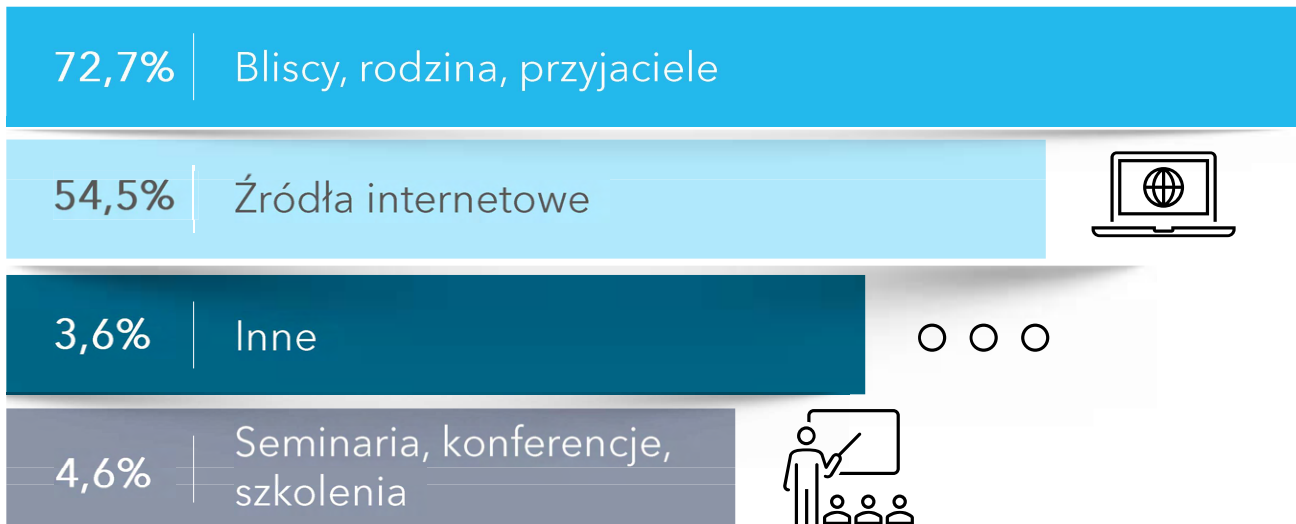 72,7% Bliscy, rodzina, przyjaciele
54,5% Źródła internetowe
3,6% Inne
4,6% Seminaria, konferencje,
szkolenia